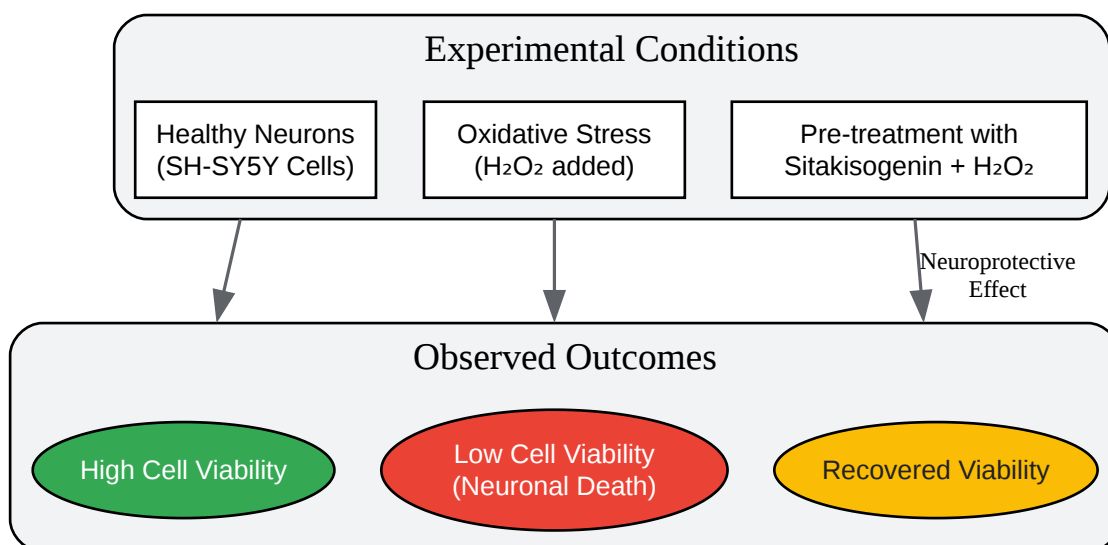 Experimental Conditions
Healthy Neurons
(SH-SY5Y Cells)
Oxidative Stress
(H₂O₂ added)
Pre-treatment with
Sitakisogenin + H₂O₂
Neuroprotective
Effect
Observed Outcomes
High Cell Viability
Low Cell Viability
(Neuronal Death)
Recovered Viability